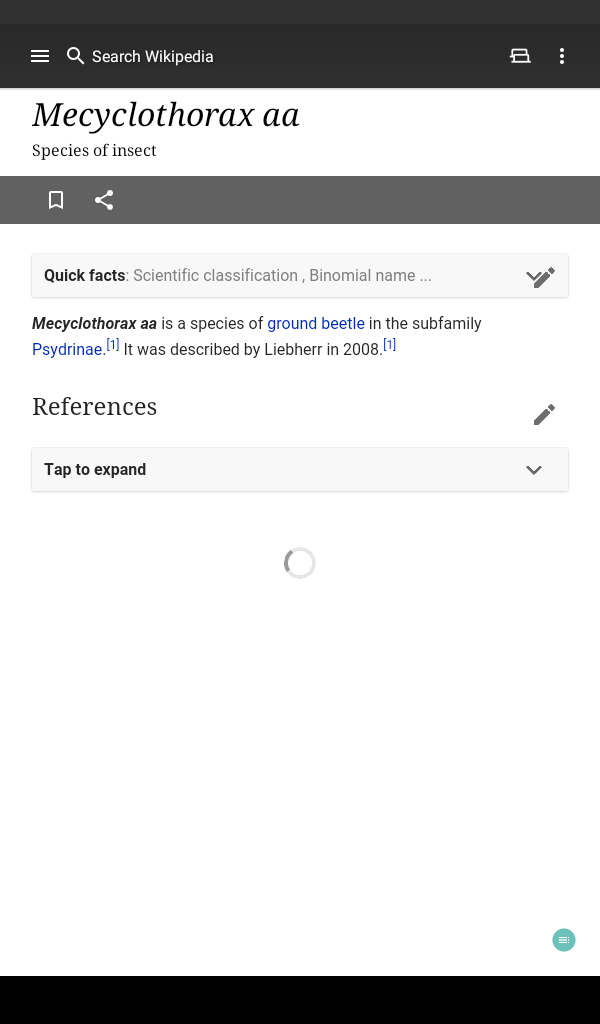 Search Wikipedia
Mecyclothorax aa
Species of insect
Quick facts: Scientific classification , Binomial name ...
Mecyclothorax aa is a species of ground beetle in the subfamily
Psydrinae.[1] It was described by Liebherr in 2008.[1]
References
Tap to expand